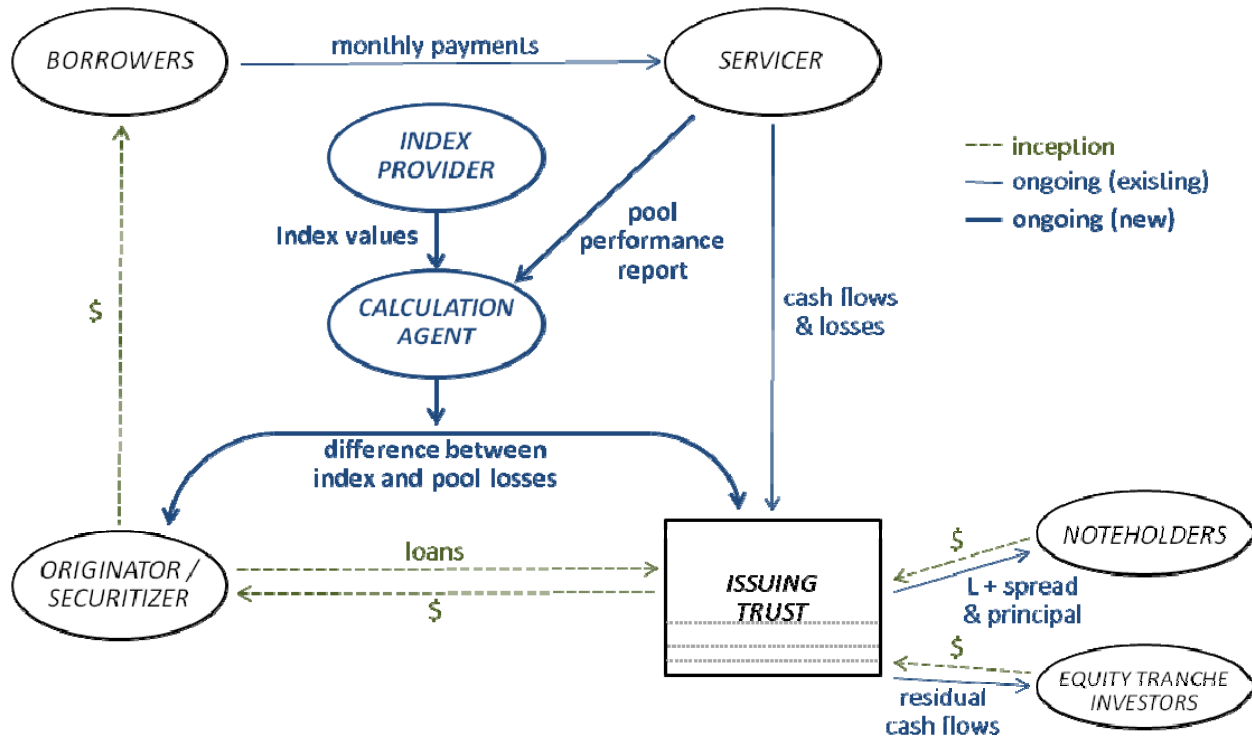 BORROWERS
monthly payments
SERVICER
INDEX
PROVIDER
inception
ongoing (existing)
ongoing (new)
Index values
pool
performance
report
CALCULATION
AGENT
cash flows
& losses
$
difference between
index and pool losses
ORIGINATOR /
SECURITIZER
loans
$
ISSUING
TRUST
$
NOTEHOLDERS
L + spread
& principal
$
EQUITY TRANCHE
INVESTORS
residual
cash flows